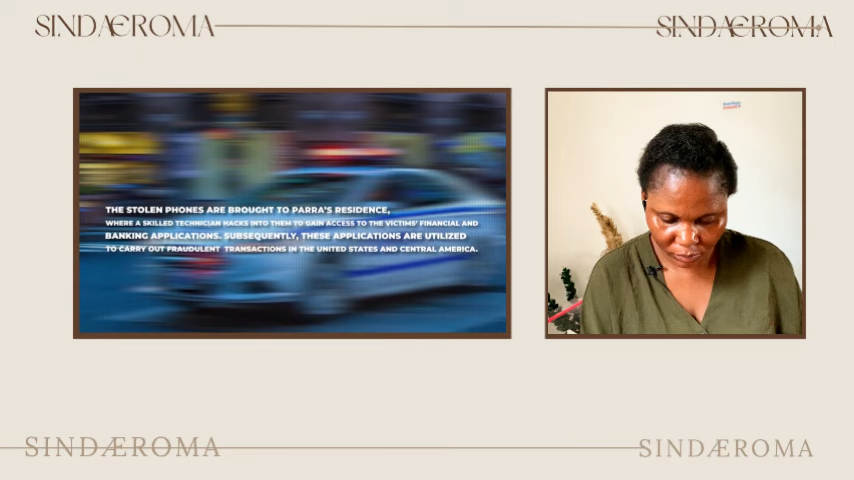 SINDÆROMA
SINDÆROMA
THE STOLEN PHONES ARE BROUGHT TO PARRA'S RESIDENCE,
WHERE A SKILLED TECHNICIAN HACKS INTO THEM TO GAIN ACCESS TO THE VICTIMS' FINANCIAL AND
BANKING APPLICATIONS. SUBSEQUENTLY, THESE APPLICATIONS ARE UTILIZED
TO CARRY OUT FRAUDULENT TRANSACTIONS IN THE UNITED STATES AND CENTRAL AMERICA.
SINDÆROMA
SINDÆROMA